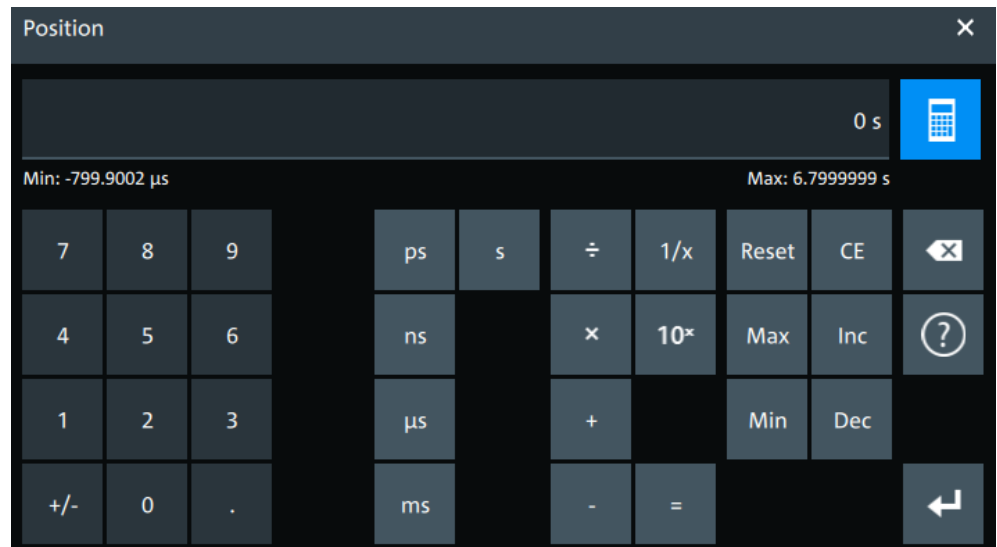 Position ×
0 s
Min: -799.9002 µs Max: 6.7999999 s
7 8 9 ps s ÷ 1/x Reset CE
4 5 6 ns × 10ˣ Max Inc ?
1 2 3 µs + Min Dec
+/- 0 . ms - =